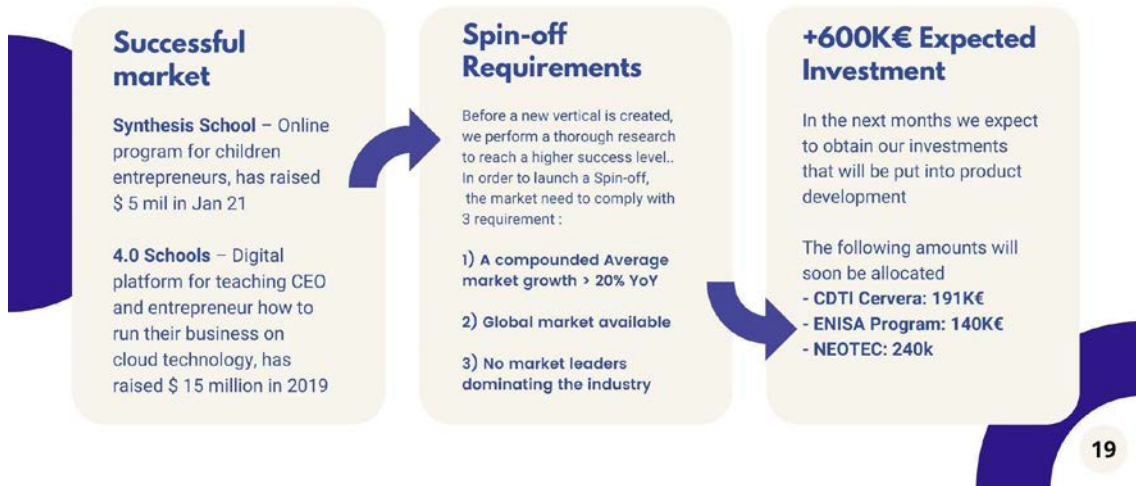 Successful
market
Synthesis School – Online
program for children
entrepreneurs, has raised
$ 5 mil in Jan 21
4.0 Schools – Digital
platform for teaching CEO
and entrepreneur how to
run their business on
cloud technology, has
raised $ 15 million in 2019
Spin-off
Requirements
Before a new vertical is created,
we perform a thorough research
to reach a higher success level..
In order to launch a Spin-off,
the market need to comply with
3 requirement :
1) A compounded Average
market growth > 20% YoY
2) Global market available
3) No market leaders
dominating the industry
+600K€ Expected
Investment
In the next months we expect
to obtain our investments
that will be put into product
development
The following amounts will
soon be allocated
- CDTI Cervera: 191K€
- ENISA Program: 140K€
- NEOTEC: 240k
19